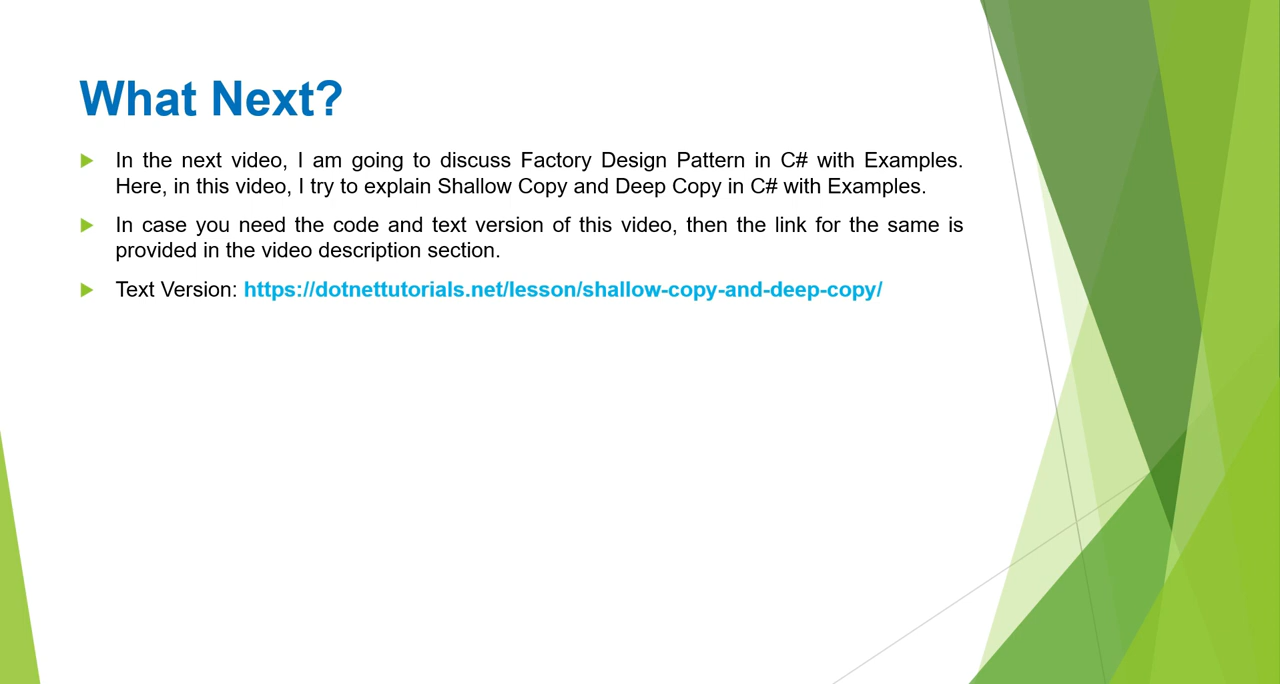 What Next?
In the next video, I am going to discuss Factory Design Pattern in C# with Examples.
Here, in this video, I try to explain Shallow Copy and Deep Copy in C# with Examples.
In case you need the code and text version of this video, then the link for the same is
provided in the video description section.
Text Version: https://dotnettutorials.net/lesson/shallow-copy-and-deep-copy/